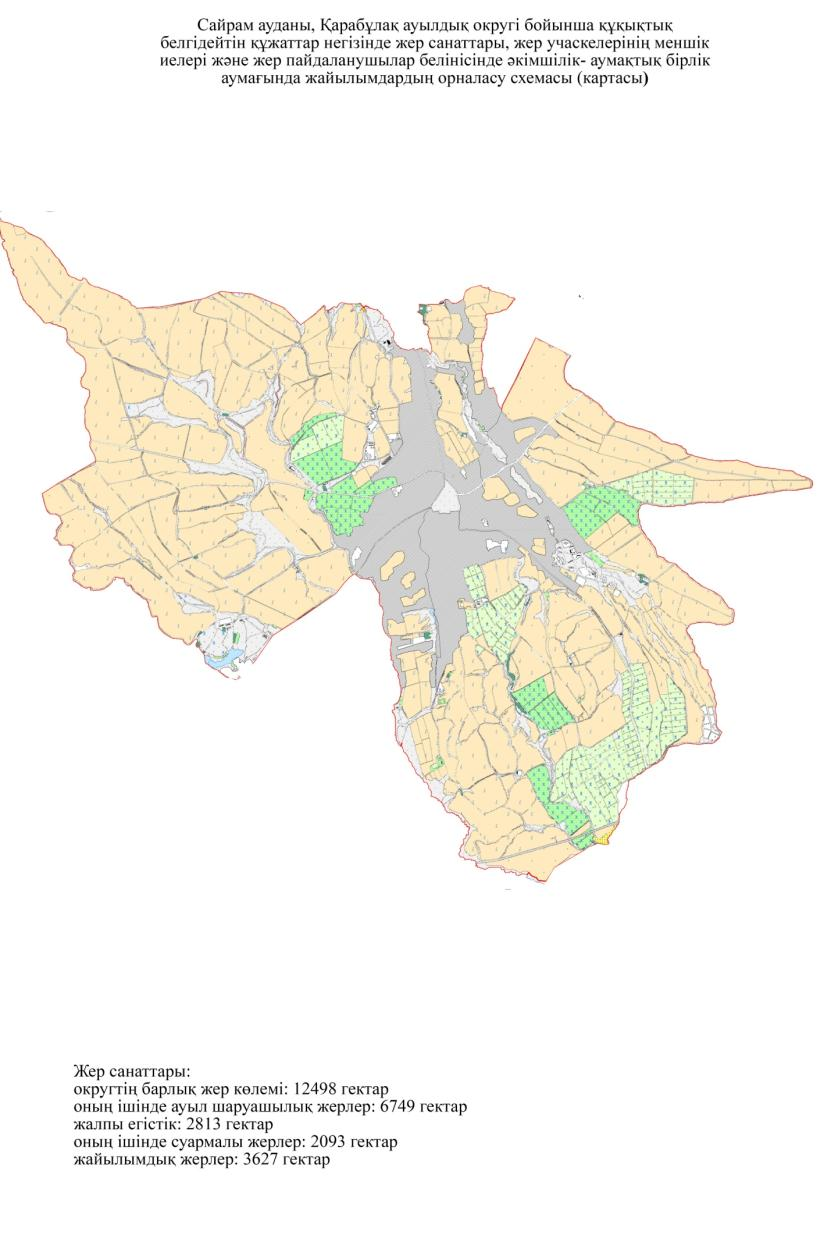 Сайрам ауданы, Қарабұлақ ауылдық округі бойынша құқықтық
белгідейтін құжаттар негізінде жер санаттары, жер учаскелерінің меншік
иелері және жер пайдаланушылар белінісінде әкімшілік- аумақтық бірлік
аумағында жайылымдардың орналасу схемасы (картасы)
Жер санаттары:
округтің барлық жер көлемі: 12498 гектар
оның ішінде ауыл шаруашылық жерлер: 6749 гектар
жалпы егістік: 2813 гектар
оның ішінде суармалы жерлер: 2093 гектар
жайылымдық жерлер: 3627 гектар